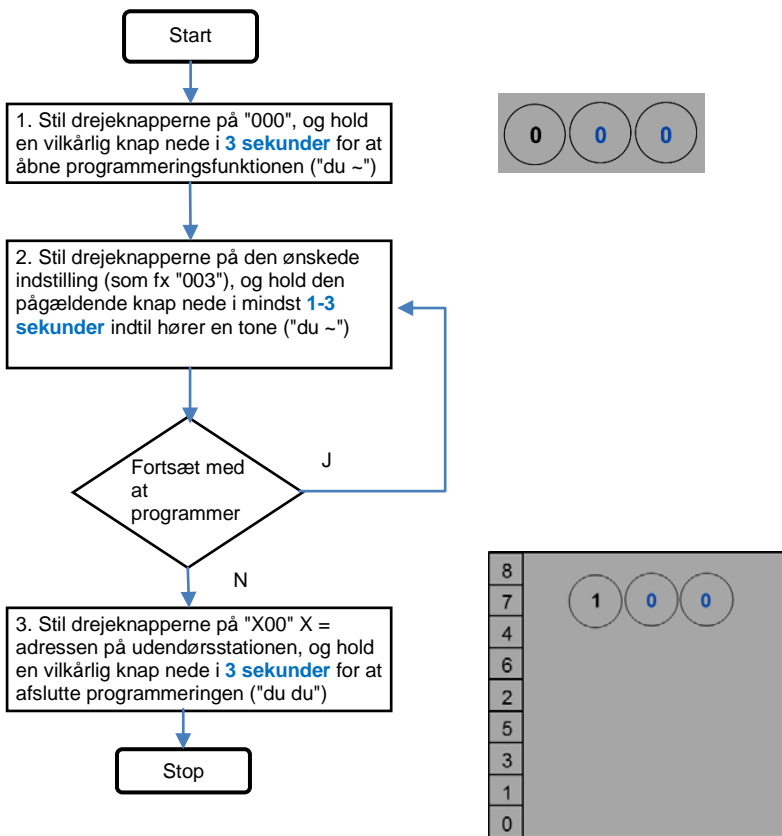 Start
1. Stil drejeknapperne på "000", og hold
en vilkårlig knap nede i 3 sekunder for at
åbne programmeringsfunktionen ("du ~")
0 0 0
2. Stil drejeknapperne på den ønskede
indstilling (som fx "003"), og hold den
pågældende knap nede i mindst 1-3
sekunder indtil hører en tone ("du ~")
Fortsæt med
at
programmer
J
N
3. Stil drejeknapperne på "X00" X =
adressen på udendørsstationen, og hold
en vilkårlig knap nede i 3 sekunder for at
afslutte programmeringen ("du du")
Stop
8
7
4
6
2
5
3
1
0
1 0 0